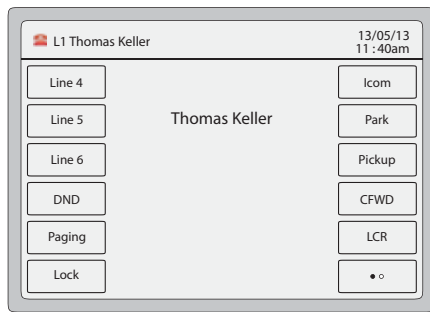 L1 Thomas Keller
13/05/13
11:40am
Line 4
Icom
Line 5
Thomas Keller
Park
Line 6
Pickup
DND
CFWD
Paging
LCR
Lock